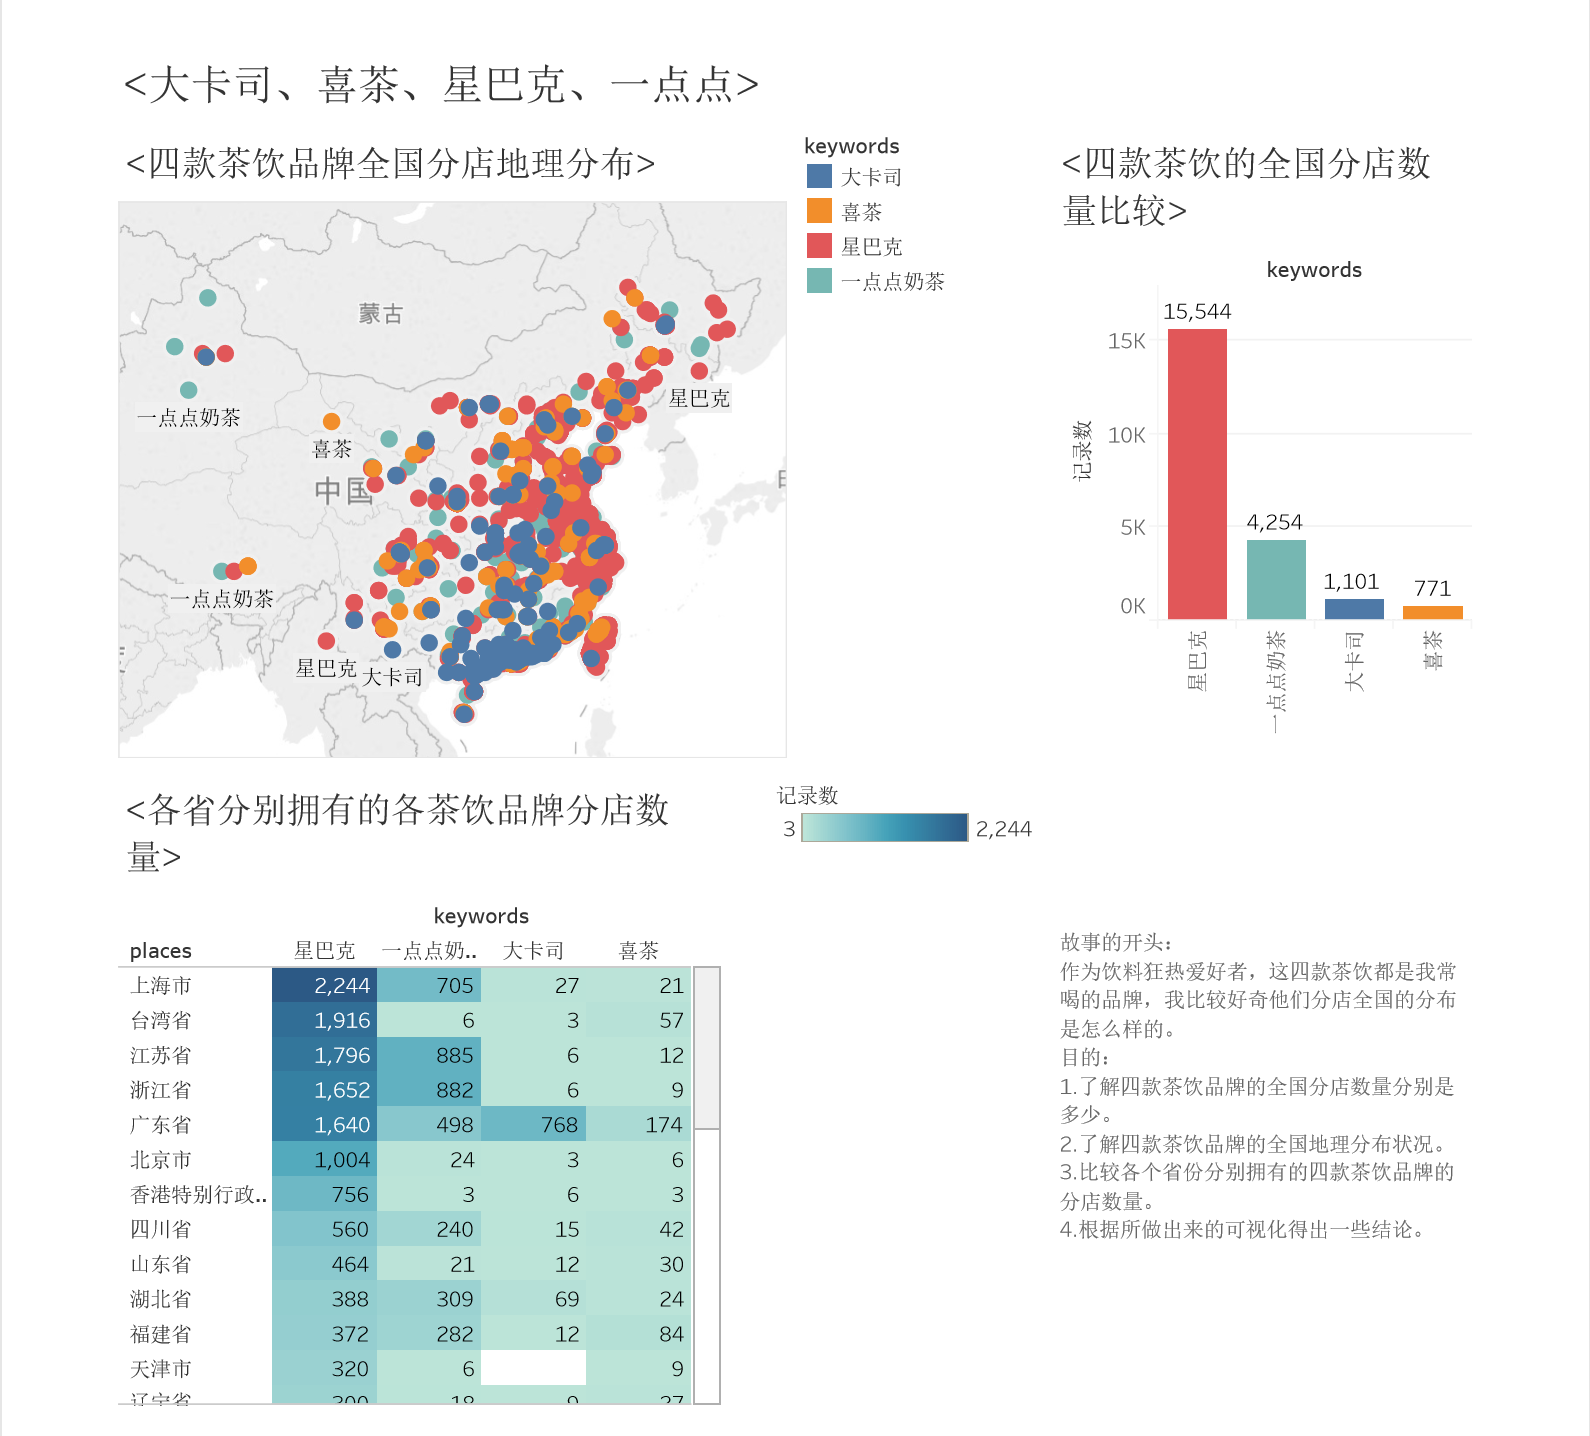 <大卡司、喜茶、星巴克、一点点>
<四款茶饮品牌全国分店地理分布>
keywords
大卡司
喜茶
星巴克
一点点奶茶
蒙古
星巴克
一点点奶茶
喜茶
中国
一点点奶茶
星巴克
大卡司
<四款茶饮的全国分店数
量比较>
keywords
15,544
15K
4,254
10K
记录数
5K
1,101
771
0K
星巴克
一点点奶茶
大卡司
喜茶
<各省分别拥有的各茶饮品牌分店数
量>
记录数
3 2,244
keywords
places 星巴克 一点点奶.. 大卡司 喜茶
上海市 2,244 705 27 21
台湾省 1,916 6 3 57
江苏省 1,796 885 6 12
浙江省 1,652 882 6 9
广东省 1,640 498 768 174
北京市 1,004 24 3 6
香港特别行政.. 756 3 6 3
四川省 560 240 15 42
山东省 464 21 12 30
湖北省 388 309 69 24
福建省 372 282 12 84
天津市 320 6 9
辽宁省 300 18 9 27
故事的开头：
作为饮料狂热爱好者，这四款茶饮都是我常
喝的品牌，我比较好奇他们分店全国的分布
是怎么样的。
目的：
1.了解四款茶饮品牌的全国分店数量分别是
多少。
2.了解四款茶饮品牌的全国地理分布状况。
3.比较各个省份分别拥有的四款茶饮品牌的
分店数量。
4.根据所做出来的可视化得出一些结论。